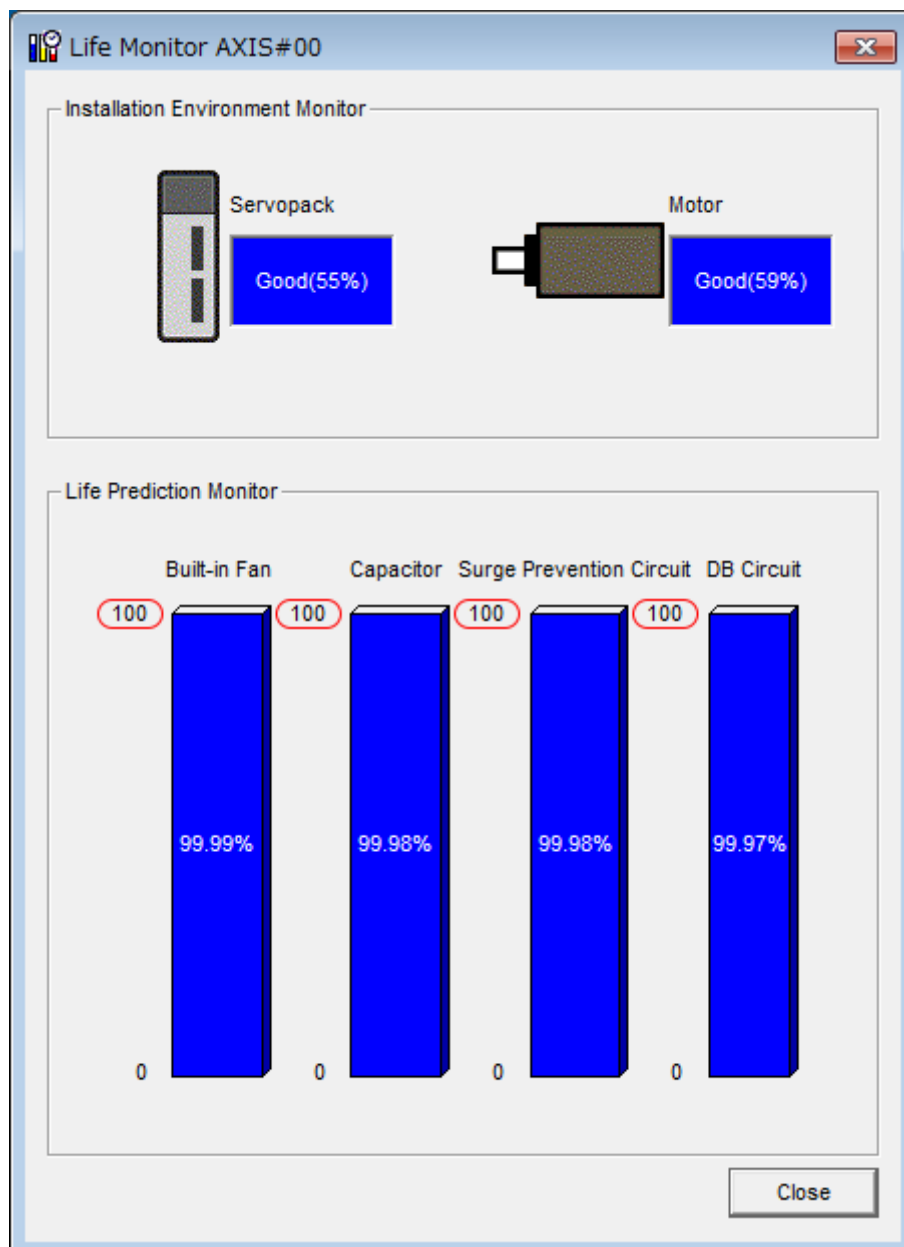 Life Monitor AXIS#00
Installation Environment Monitor
Servopack
Motor
Good(55%)
Good(59%)
Life Prediction Monitor
Built-in Fan Capacitor Surge Prevention Circuit DB Circuit
100 100 100 100
99.99% 99.98% 99.98% 99.97%
0 0 0 0
Close